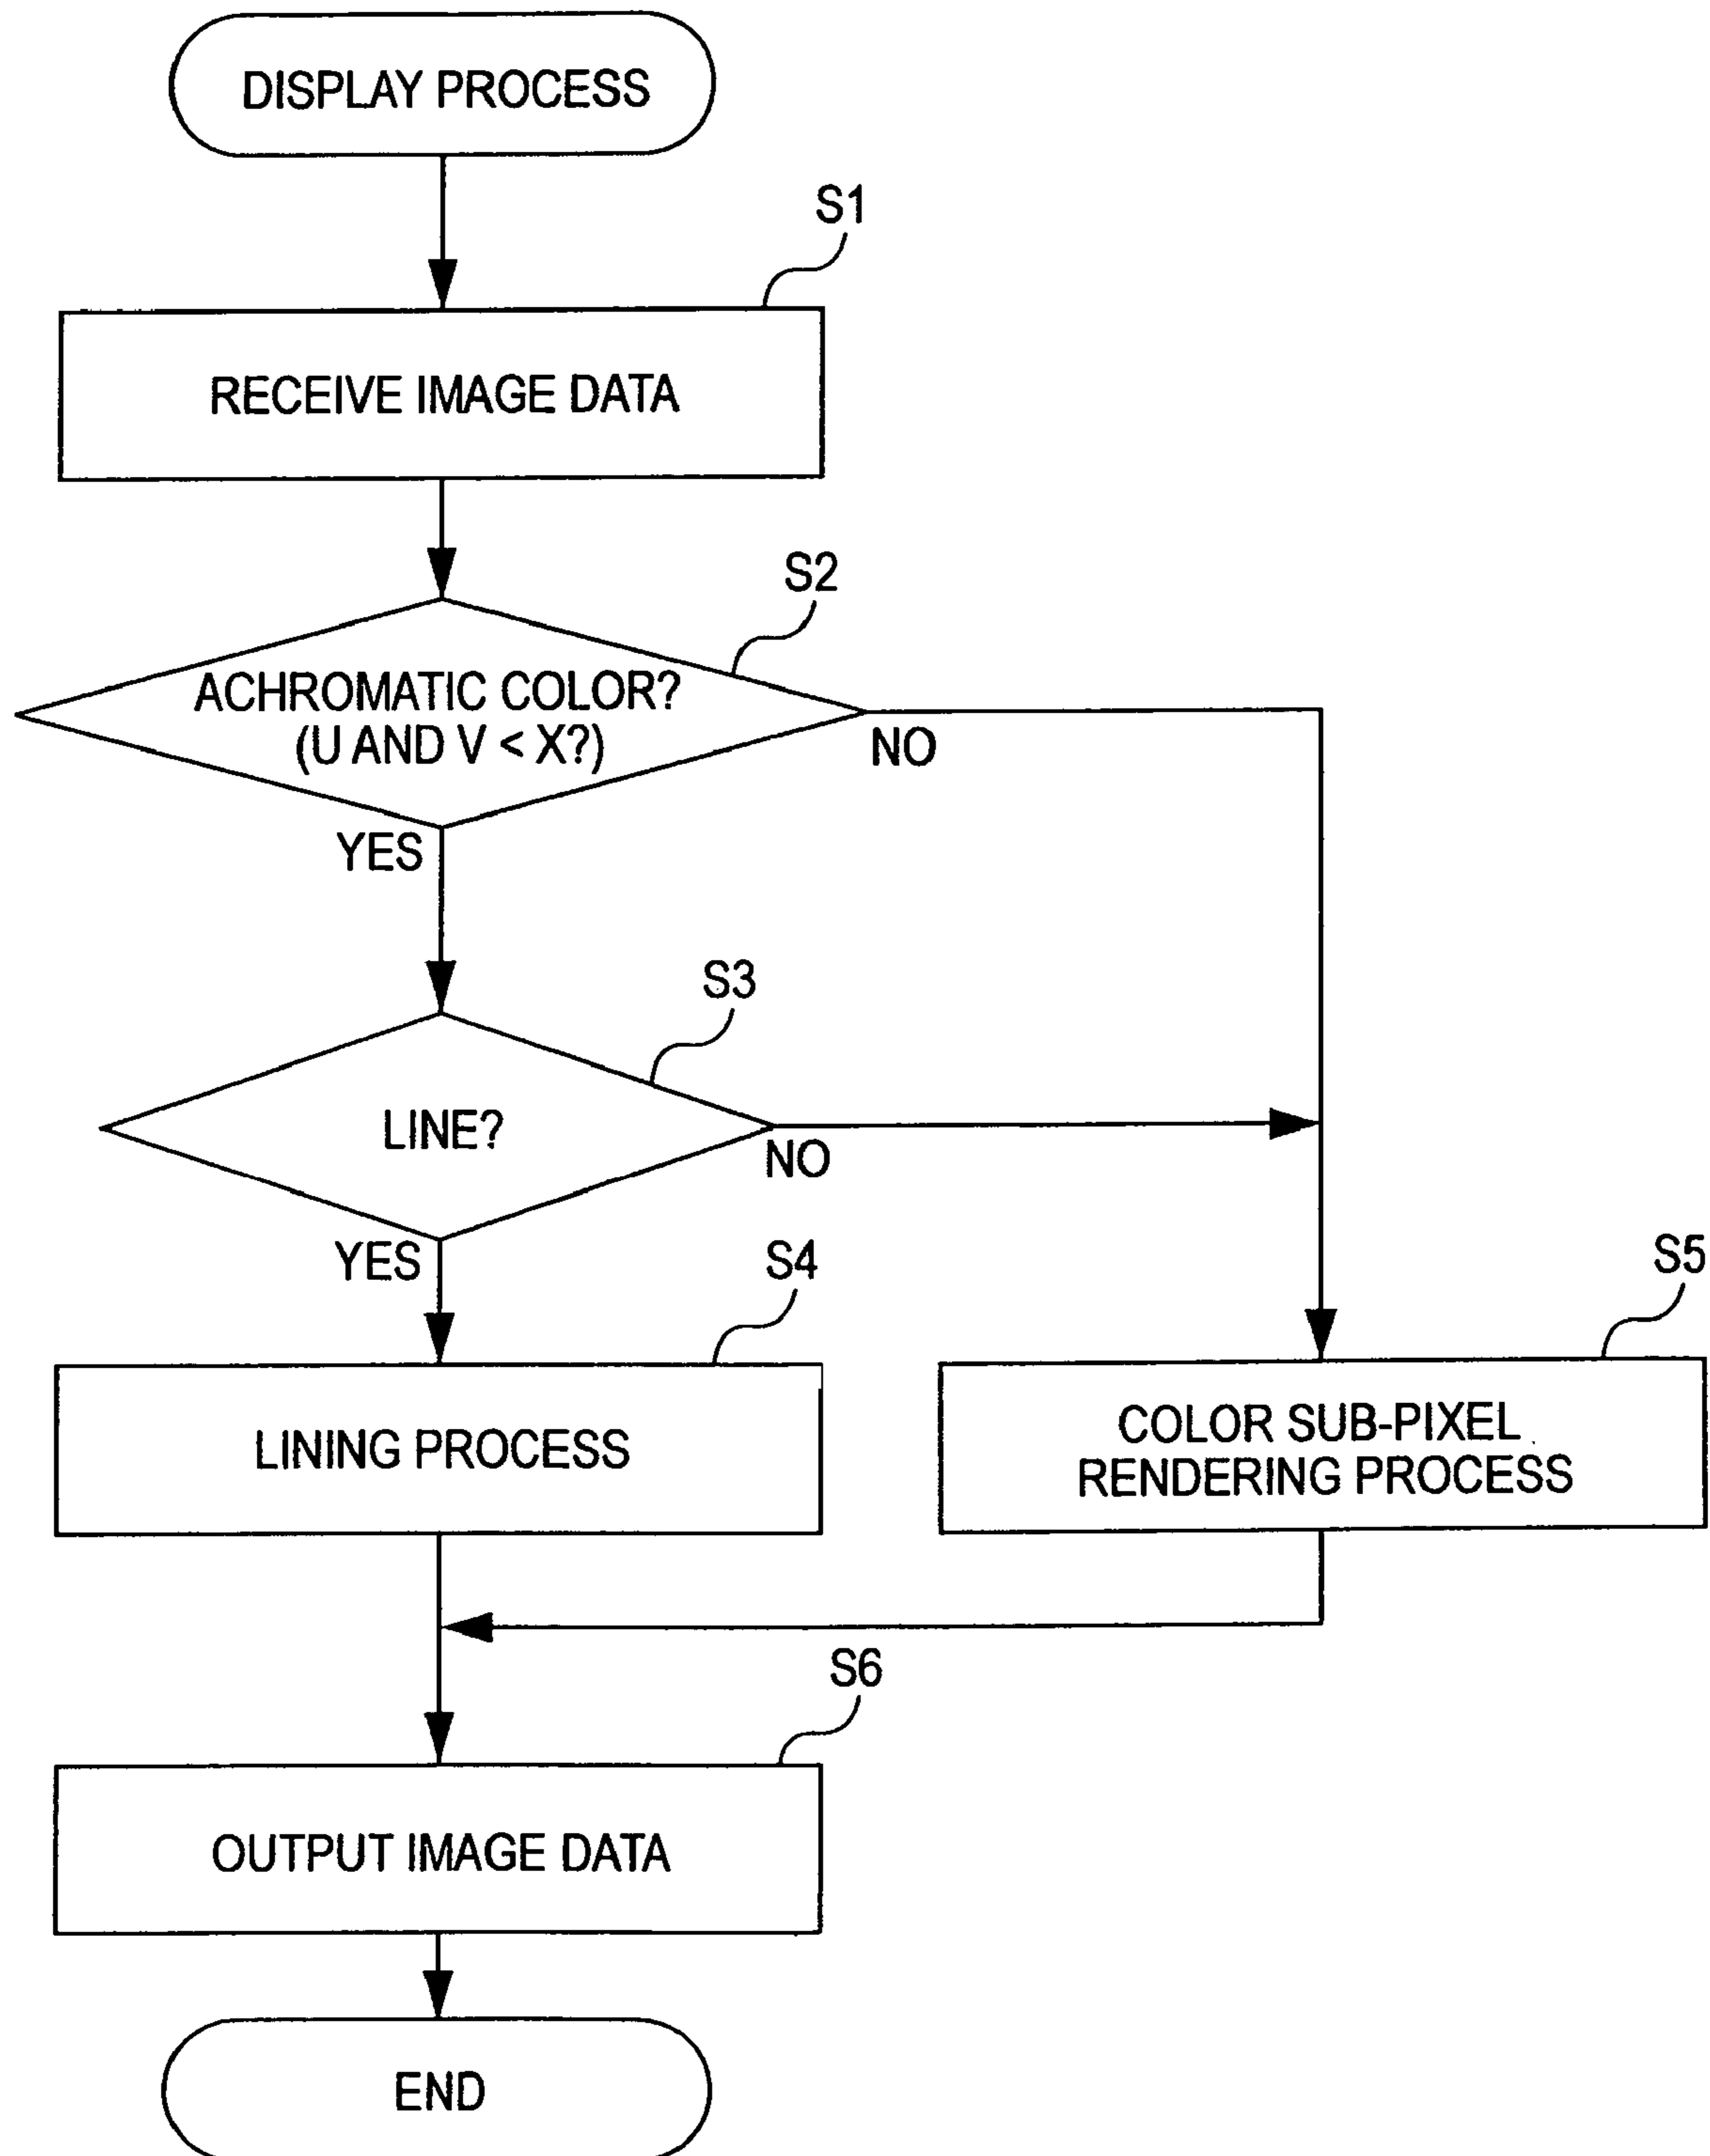 DISPLAY PROCESS
S1
RECEIVE IMAGE DATA
S2
ACHROMATIC COLOR?
(U AND V < X?)
NO
YES
S3
LINE?
NO
YES
S4
S5
LINING PROCESS
COLOR SUB-PIXEL
RENDERING PROCESS
S6
OUTPUT IMAGE DATA
END